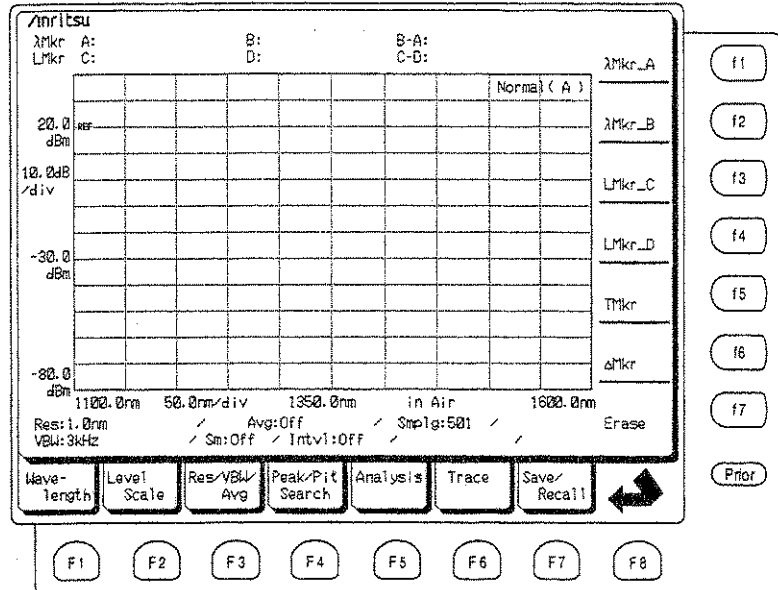 /Inritsu
λMkr A: B: B-A:
LMkr C: D: C-D:
Normal ( A )
20.0 REF
dBm
10.0dB
/div
-30.0
dBm
-80.0
dBm
1100.0nm 50.0nm/div 1350.0nm in Air 1600.0nm
Res:1.0nm / Avg:Off / Smplg:501 /
VBW:3kHz / Sm:Off / Intvl:Off / /
λMkr_A
λMkr_B
LMkr_C
LMkr_D
TMkr
ΔMkr
Erase
f1
f2
f3
f4
f5
f6
f7
Prior
Wave-
length
Level
Scale
Res/VBW/
Avg
Peak/Pit
Search
Analysis
Trace
Save/
Recall
F1 F2 F3 F4 F5 F6 F7 F8